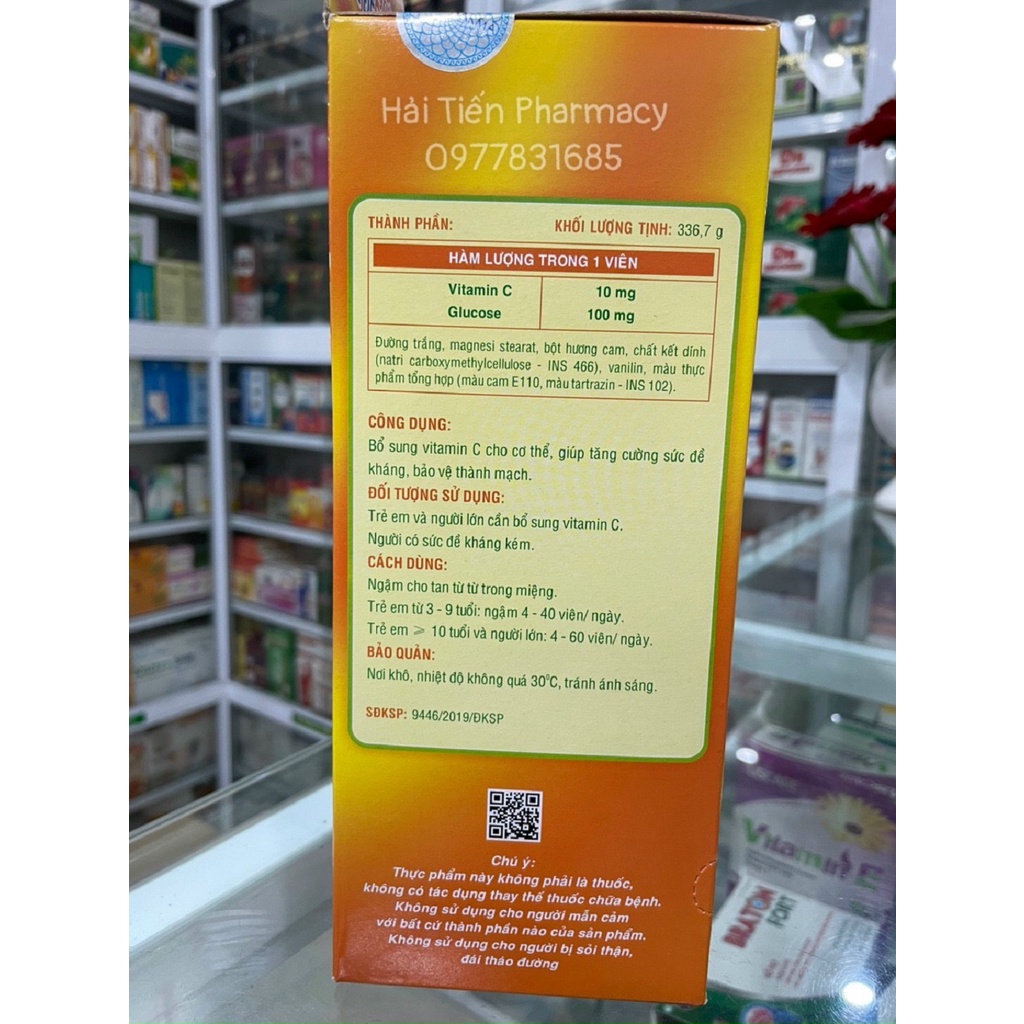 Hải Tiến Pharmacy
0977831685
THÀNH PHẦN: KHỐI LƯỢNG TỊNH: 336,7 g
HÀM LƯỢNG TRONG 1 VIÊN
Vitamin C 10 mg
Glucose 100 mg
Đường trắng, magnesi stearat, bột hương cam, chất kết dính
(natri carboxymethylcellulose - INS 466), vanilin, màu thực
phẩm tổng hợp (màu cam E110, màu tartrazin - INS 102).
CÔNG DỤNG:
Bổ sung vitamin C cho cơ thể, giúp tăng cường sức đề
kháng, bảo vệ thành mạch.
ĐỐI TƯỢNG SỬ DỤNG:
Trẻ em và người lớn cần bổ sung vitamin C.
Người có sức đề kháng kém.
CÁCH DÙNG:
Ngậm cho tan từ từ trong miệng.
Trẻ em từ 3 - 9 tuổi: ngậm 4 - 40 viên/ ngày.
Trẻ em ⩾ 10 tuổi và người lớn: 4 - 60 viên/ ngày.
BẢO QUẢN:
Nơi khô, nhiệt độ không quá 30⁰C, tránh ánh sáng.
SĐKSP: 9446/2019/ĐKSP
Chú ý:
Thực phẩm này không phải là thuốc,
không có tác dụng thay thế thuốc chữa bệnh.
Không sử dụng cho người mẫn cảm
với bất cứ thành phần nào của sản phẩm.
Không sử dụng cho người bị sỏi thận,
đái tháo đường
Vitamin E
BRATON
FORT